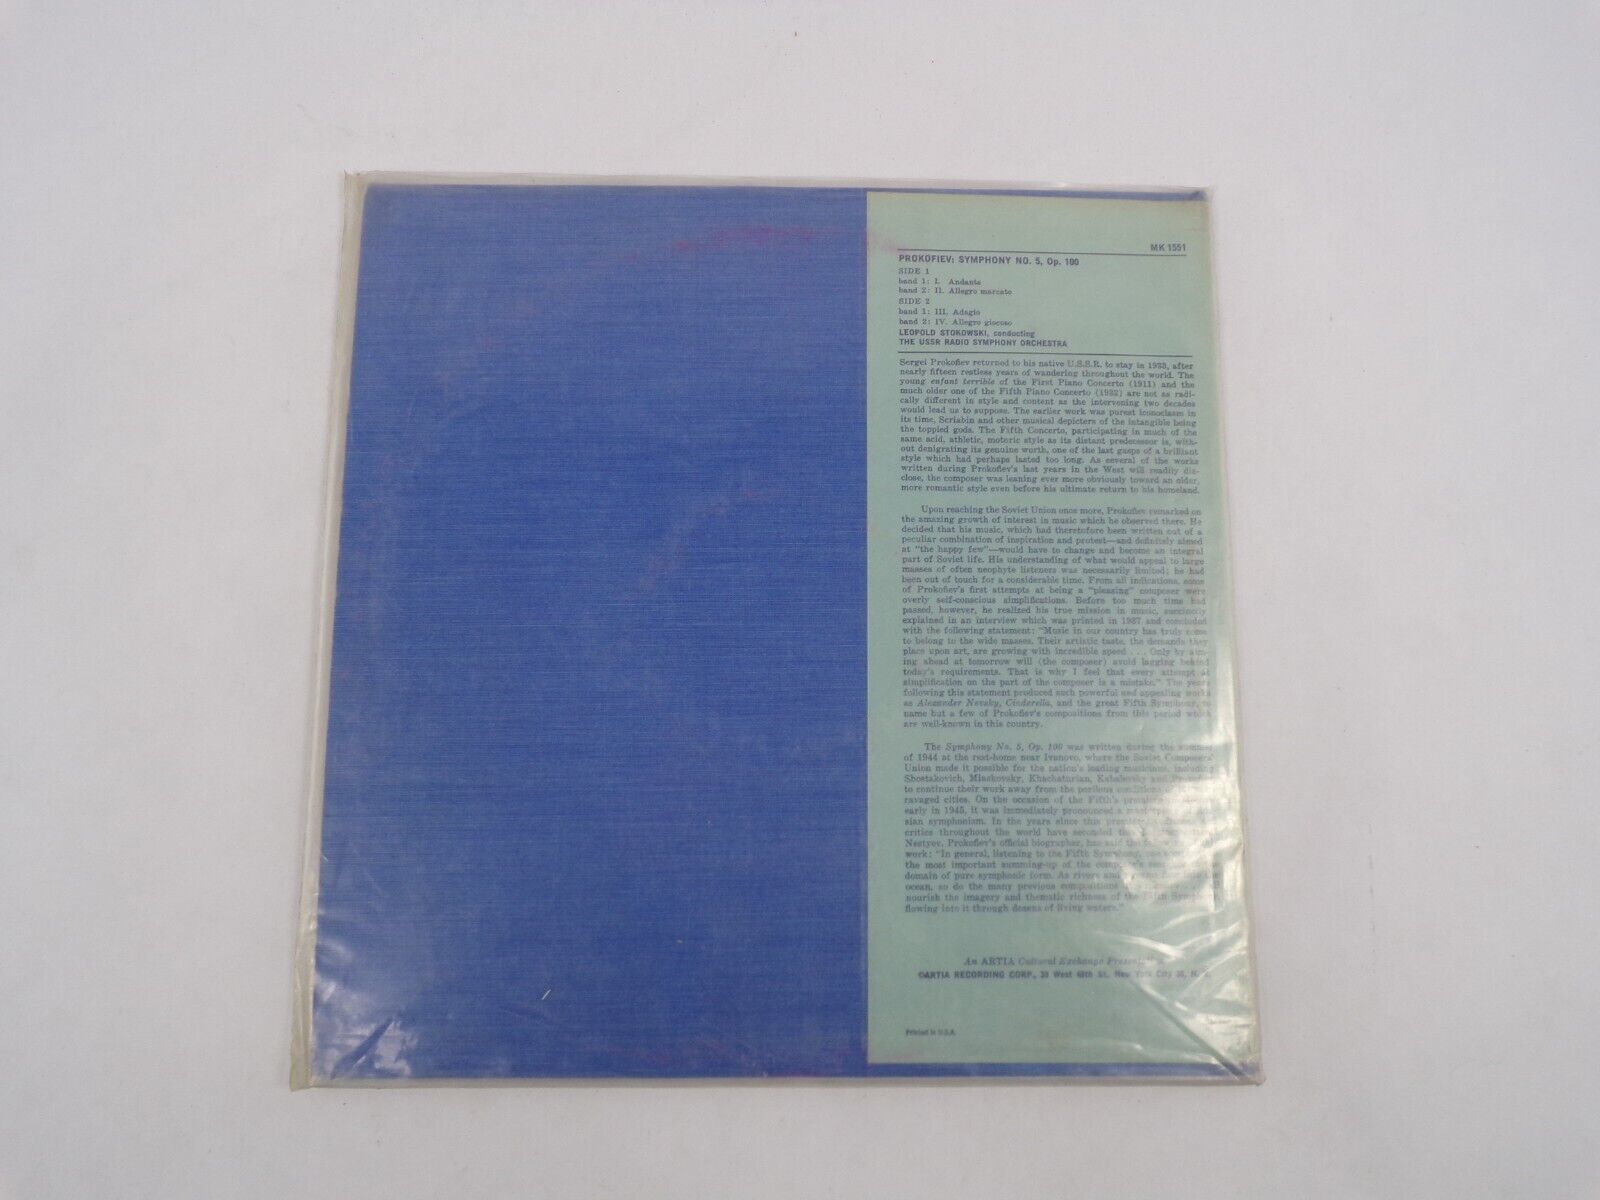 MK 1551
PROKOFIEV: SYMPHONY NO. 5, Op. 100
SIDE 1
band 1: I. Andante
band 2: II. Allegro marcato
SIDE 2
band 1: III. Adagio
band 2: IV. Allegro giocoso
LEOPOLD STOKOWSKI, conducting
THE USSR RADIO SYMPHONY ORCHESTRA
Sergei Prokofiev returned to his native U.S.S.R. to stay in 1933, after
nearly fifteen restless years of wandering throughout the world. The
young enfant terrible of the First Piano Concerto (1911) and the
much older one of the Fifth Piano Concerto (1932) are not as radi-
cally different in style and content as the intervening two decades
would lead us to suppose. The earlier work was purest iconoclasm in
its time, Scriabin and other musical depicters of the intangible being
the toppled gods. The Fifth Concerto, participating in much of the
same acid, athletic, motoric style as its distant predecessor is, with-
out denigrating its genuine worth, one of the last gasps of a brilliant
style which had perhaps lasted too long. As several of the works
written during Prokofiev's last years in the West will readily dis-
close, the composer was leaning ever more obviously toward an older,
more romantic style even before his ultimate return to his homeland.
Upon reaching the Soviet Union once more, Prokofiev remarked on
the amazing growth of interest in music which he observed there. He
decided that his music, which had theretofore been written out of a
peculiar combination of inspiration and protest—and definitely aimed
at "the happy few"—would have to change and become an integral
part of Soviet life. His understanding of what would appeal to large
masses of often neophyte listeners was necessarily limited; he had
been out of touch for a considerable time. From all indications, some
of Prokofiev's first attempts at being a "pleasing" composer were
overly self-conscious simplifications. Before too much time had
passed, however, he realized his true mission in music, succinctly
explained in an interview which was printed in 1937 and concluded
with the following statement: "Music in our country has truly come
to belong to the wide masses. Their artistic taste, the demands they
place upon art, are growing with incredible speed . . . Only by aim-
ing ahead at tomorrow will (the composer) avoid lagging behind
today's requirements. That is why I feel that every attempt at
simplification on the part of the composer is a mistake." The years
following this statement produced such powerful and appealing works
as Alexander Nevsky, Cinderella, and the great Fifth Symphony, to
name but a few of Prokofiev's compositions from this period which
are well-known in this country.
The Symphony No. 5, Op. 100 was written during the summer
of 1944 at the rest-home near Ivanovo, where the Soviet Composers'
Union made it possible for the nation's leading musicians, including
Shostakovich, Miaskovsky, Khachaturian, Kabalevsky and
to continue their work away from the perilous conditions
ravaged cities. On the occasion of the Fifth's
early in 1945, it was immediately pronounced a
sian symphonism. In the years since this
critics throughout the world have seconded
Nestyev, Prokofiev's official biographer, has said
work: "In general, listening to the Fifth Symphony,
the most important summing-up of the
domain of pure symphonic form. As rivers and
ocean, so do the many previous compositions
nourish the imagery and thematic richness of the Fifth
flowing into it through dozens of living waters."
An ARTIA Cultural Exchange
©ARTIA RECORDING CORP., 38 West 48th St. New York City 36, N.
Printed in U.S.A.